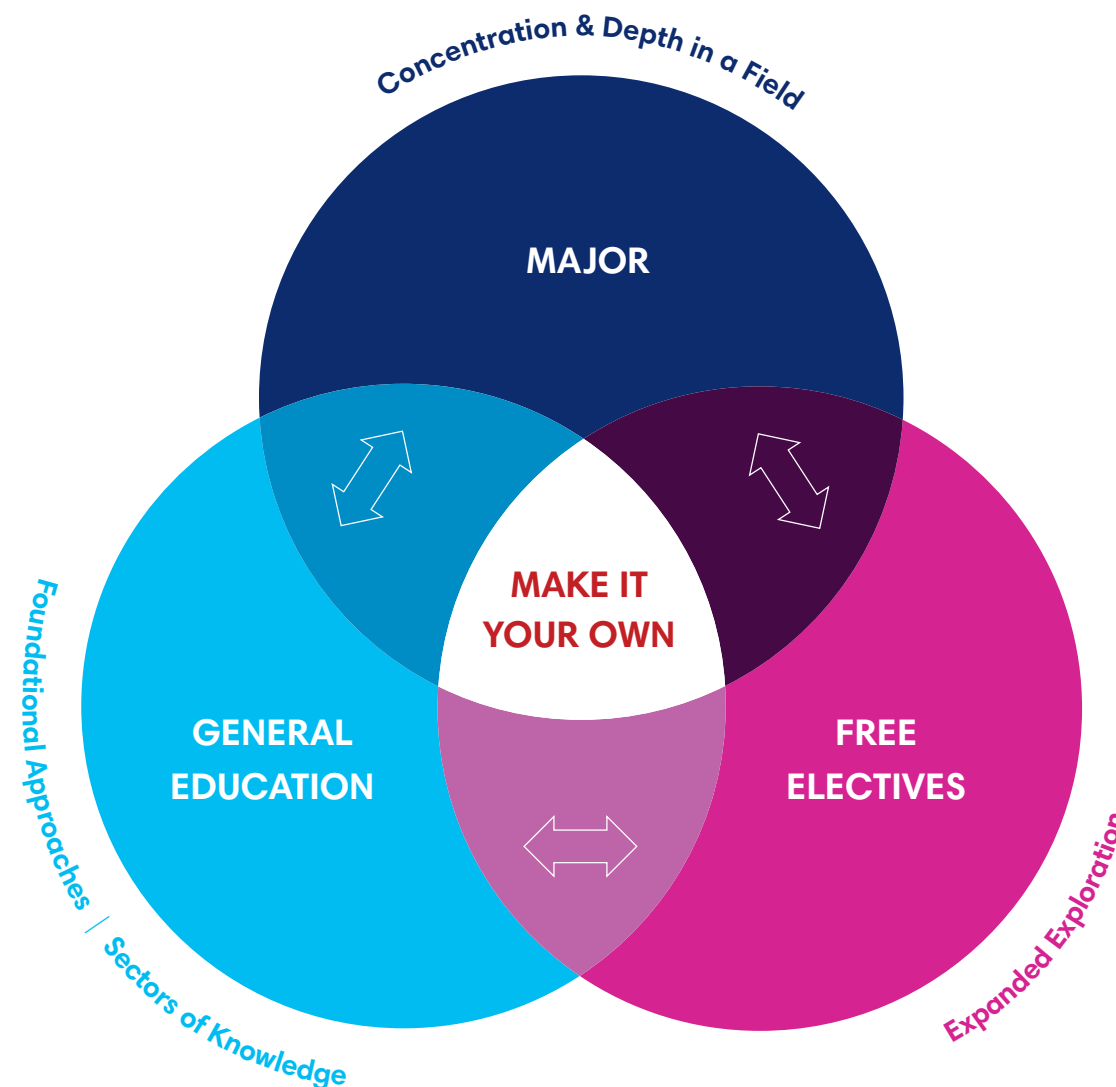 Concentration & Depth in a Field
MAJOR
MAKE IT
YOUR OWN
GENERAL
EDUCATION
FREE
ELECTIVES
Foundational Approaches | Sectors of Knowledge
Expanded Exploration